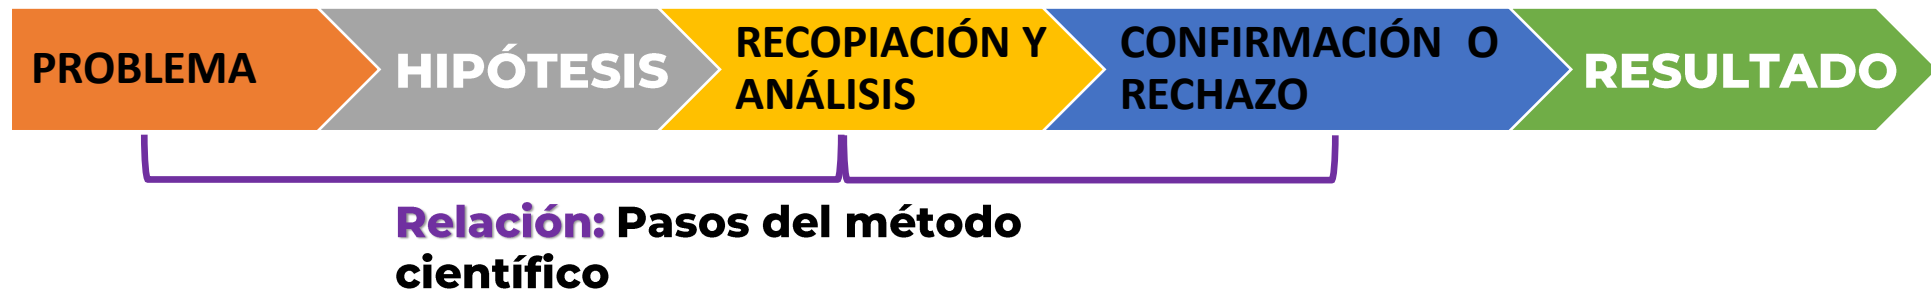 PROBLEMA
HIPÓTESIS
RECOPIACIÓN Y
ANÁLISIS
CONFIRMACIÓN O
RECHAZO
RESULTADO
Relación: Pasos del método
científico